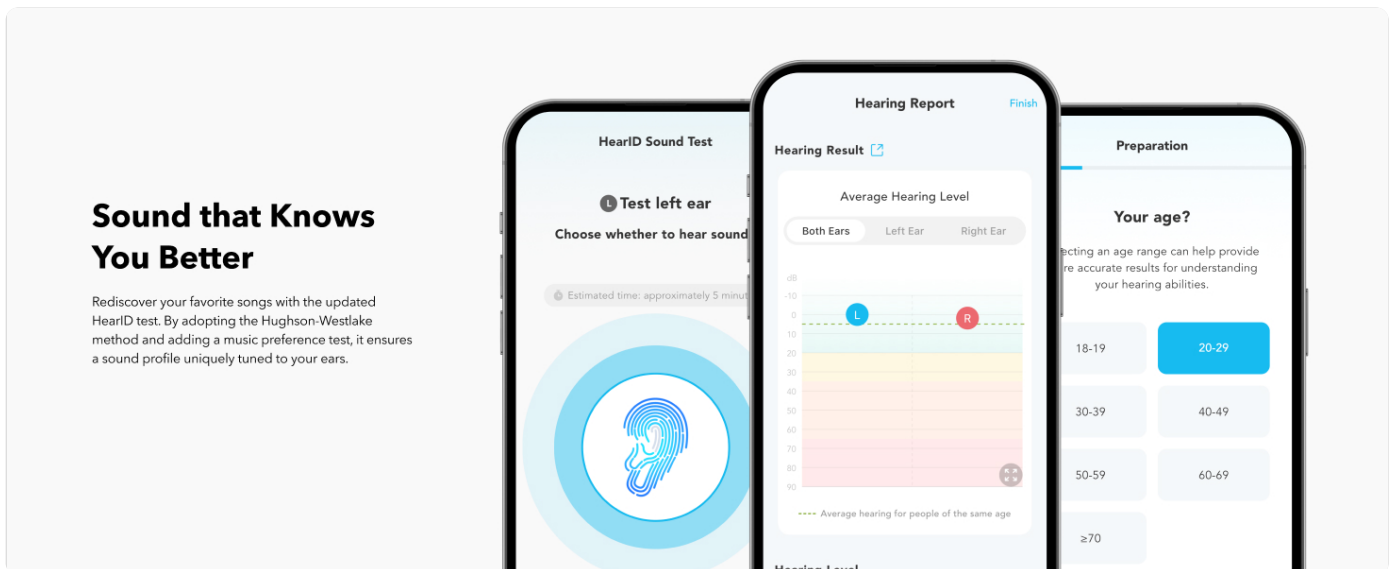 Sound that Knows
You Better
Rediscover your favorite songs with the updated
HearID test. By adopting the Hughson-Westlake
method and adding a music preference test, it ensures
a sound profile uniquely tuned to your ears.
HearID Sound Test
L Test left ear
Choose whether to hear sound
Estimated time: approximately 5
Hearing Report
Finish
Hearing Result
Average Hearing Level
Both Ears
Left Ear
Right Ear
dB
-10
0
10
20
30
40
50
60
70
80
90
L
R
Average hearing for people of the same age
Hearing Level
Preparation
Your age?
an age range can help provide
accurate results for understanding
your hearing abilities.
18-19
20-29
30-39
40-49
50-59
60-69
≥70